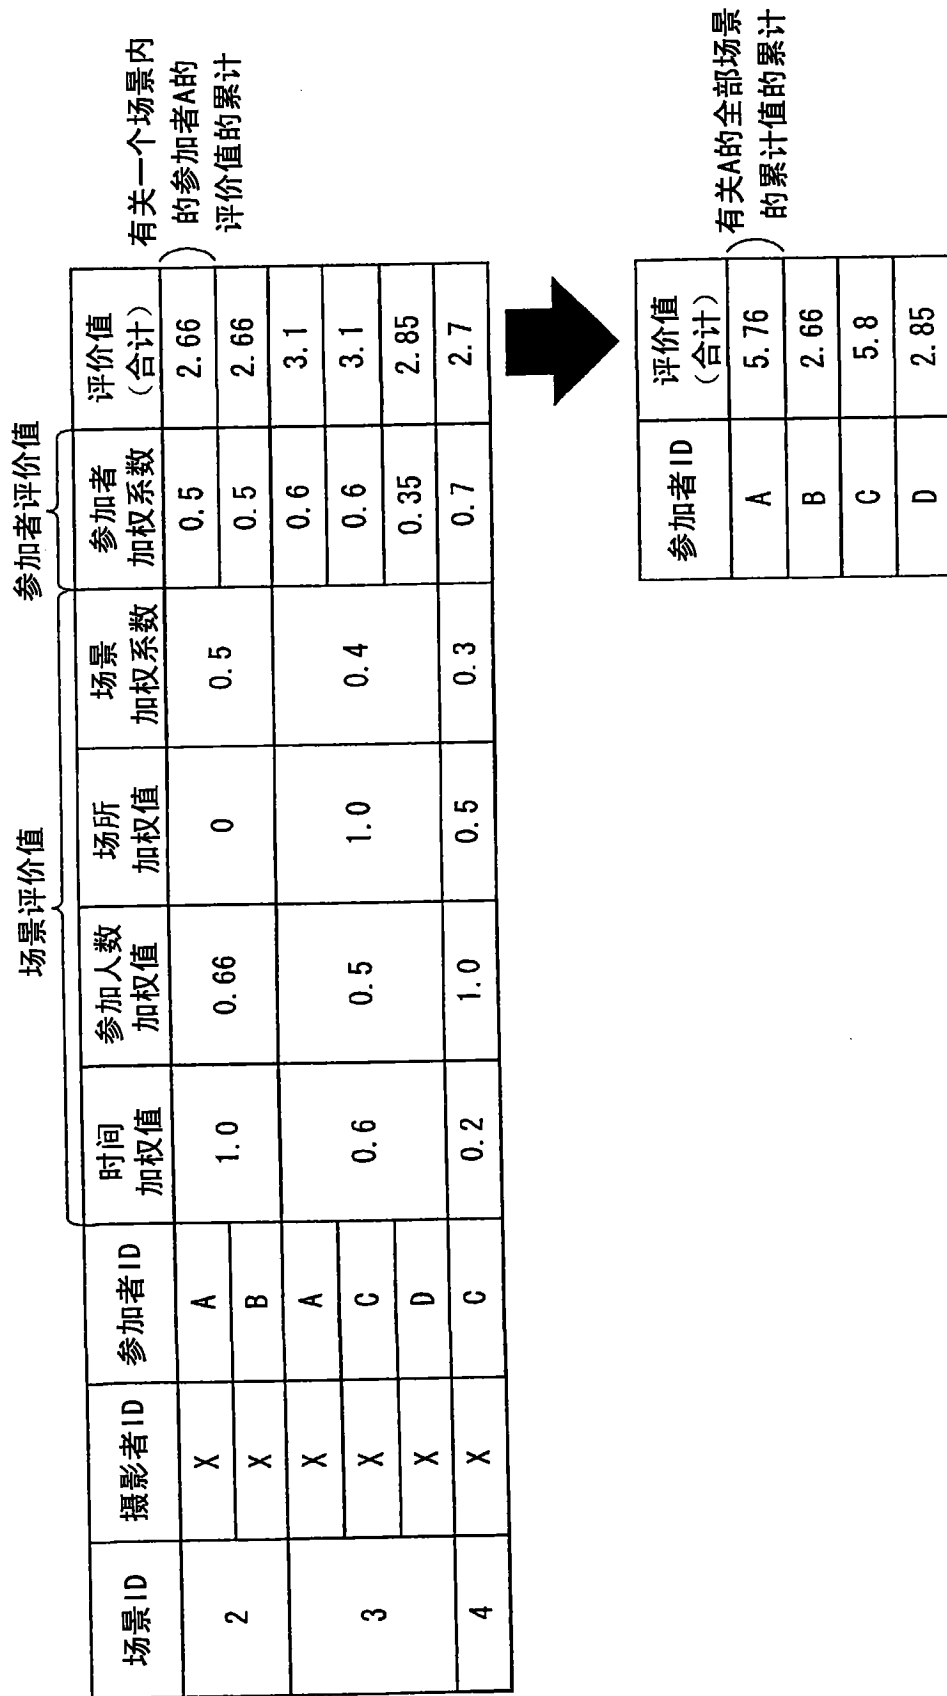 场景评价值
参加者评价值
场景ID 摄影者ID 参加者ID 时间加权值 参加人数加权值 场所加权值 场景加权系数 参加者加权系数 评价值(合计)
2 X A 1.0 0.66 0 0.5 0.5 2.66
X B 0.5 2.66
3 X A 0.6 0.5 1.0 0.4 0.6 3.1
X C 0.6 3.1
X D 0.35 2.85
4 X C 0.2 1.0 0.5 0.3 0.7 2.7
有关一个场景内
的参加者A的
评价值的累计
参加者ID 评价值(合计)
A 5.76
B 2.66
C 5.8
D 2.85
有关A的全部场景
的累计值的累计